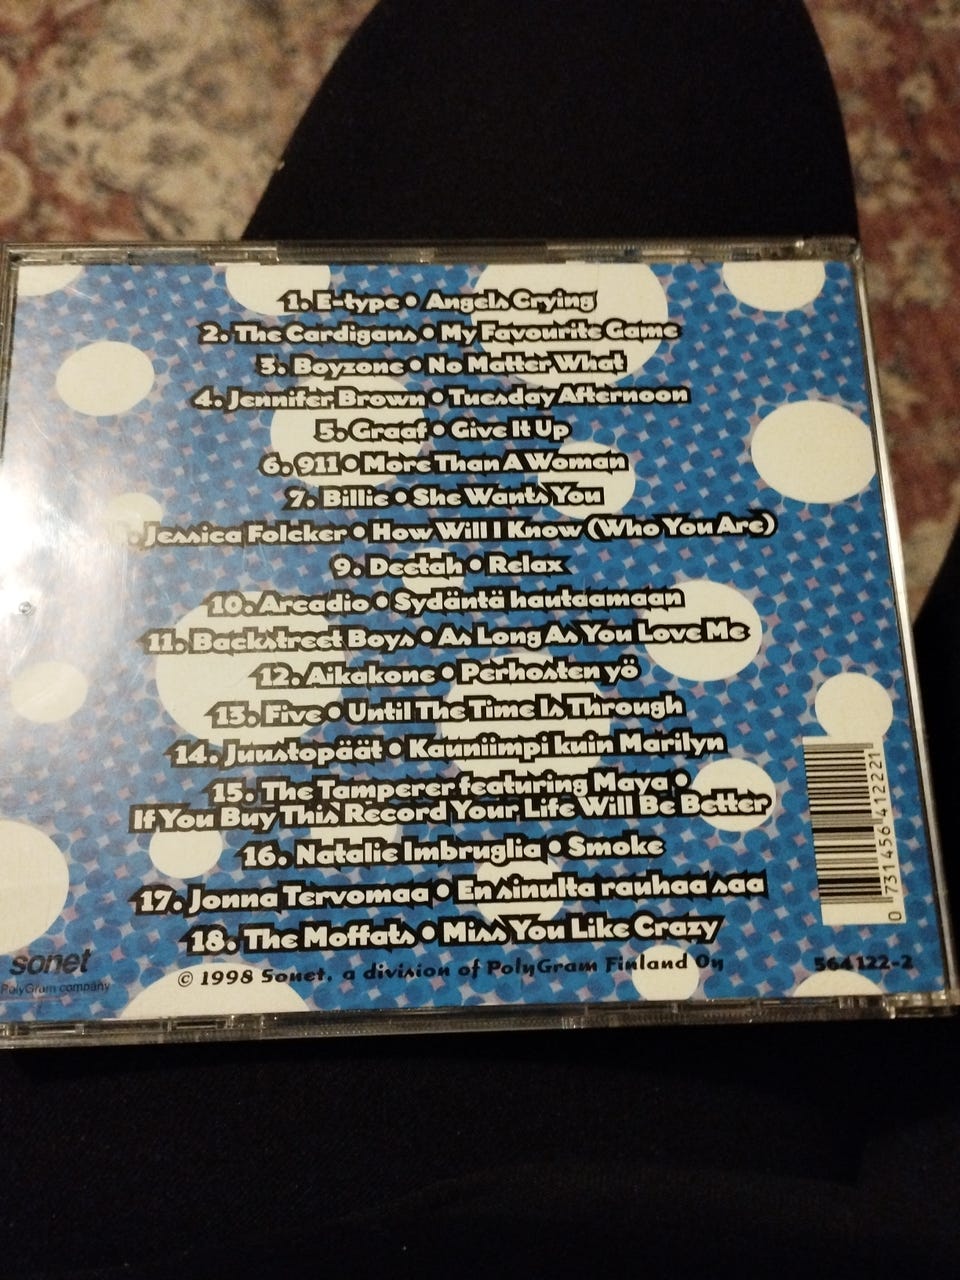 1. E-type • Angels Crying
2. The Cardigans • My Favourite Game
3. Boyzone • No Matter What
4. Jennifer Brown • Tuesday Afternoon
5. Graaf • Give It Up
6. 911 • More Than A Woman
7. Billie • She Wants You
Jessica Folcker • How Will I Know (Who You Are)
9. Deetah • Relax
10. Arcadio • Sydäntä hautaamaan
11. Backstreet Boys • As Long As You Love Me
12. Aikakone • Perhosten yö
13. Five • Until The Time Is Through
14. Juustopäät • Kauniimpi kuin Marilyn
15. The Tamperer featuring Maya •
If You Buy This Record Your Life Will Be Better
16. Natalie Imbruglia • Smoke
17. Jonna Tervomaa • En sinulta rauhaa saa
18. The Moffats • Miss You Like Crazy
© 1998 Sonet, a division of PolyGram Finland Oy
sonet
PolyGram company
564 122-2
0 731456 412221